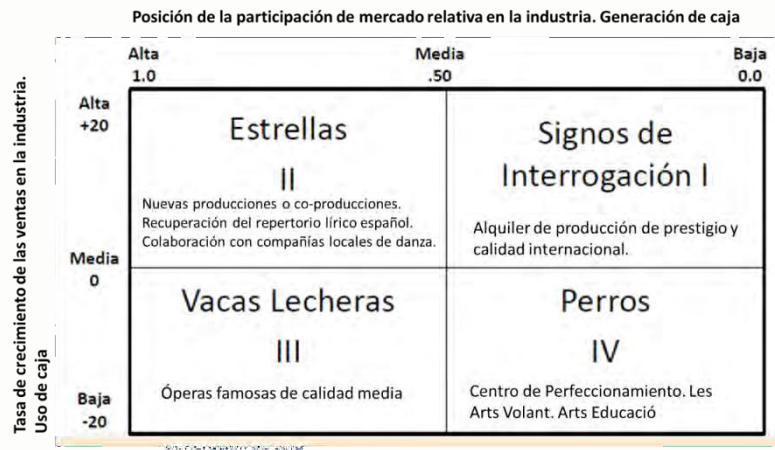 Posición de la participación de mercado relativa en la industria. Generación de caja
Alta Media Baja
1.0 .50 0.0
Tasa de crecimiento de las ventas en la industria.
Uso de caja
Alta
+20
Estrellas
II
Nuevas producciones o co-producciones.
Recuperación del repertorio lírico español.
Colaboración con compañías locales de danza.
Signos de
Interrogación I
Alquiler de producción de prestigio y
calidad internacional.
Media
0
Vacas Lecheras
III
Óperas famosas de calidad media
Perros
IV
Centro de Perfeccionamiento. Les
Arts Volant. Arts Educació
Baja
-20